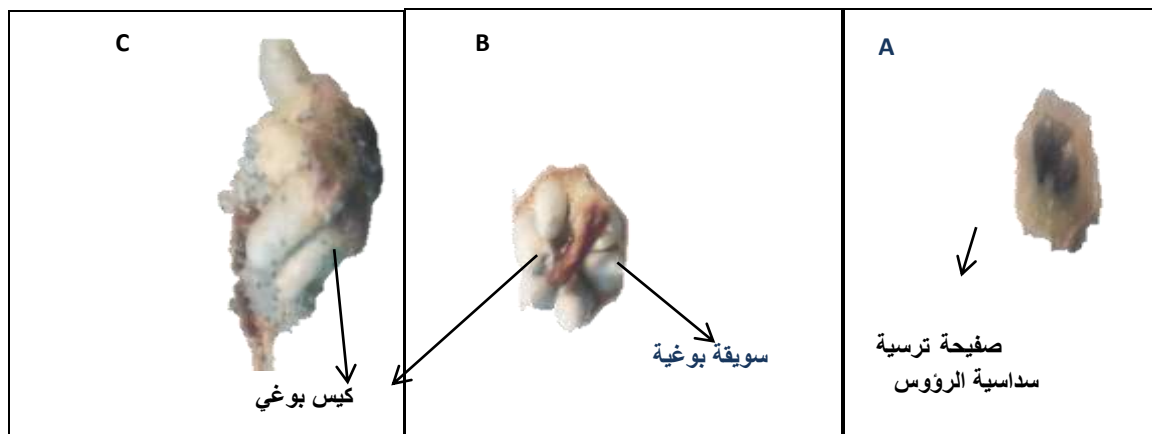 A
صفيحة ترسية
سداسية الرؤوس
B
سويقة بوغية
C
كيس بوغي